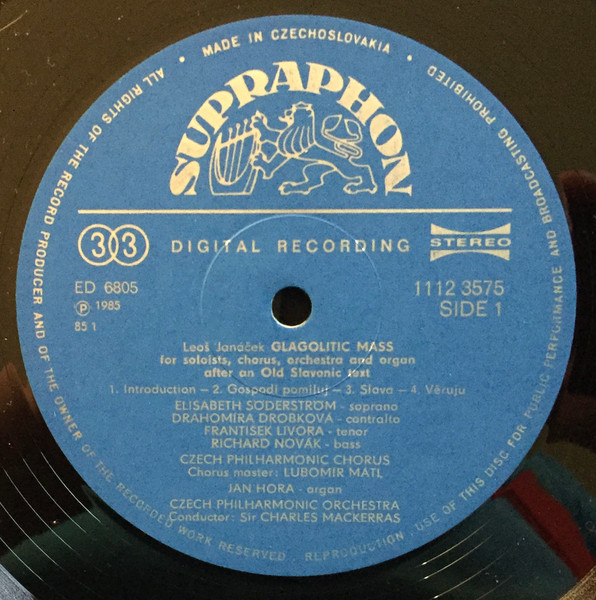 ALL RIGHTS OF THE RECORD PRODUCER AND OF THE OWNER OF THE RECORDED WORK RESERVED . REPRODUCTION, USE OF THIS DISC FOR PUBLIC PERFORMANCE AND BROADCASTING PROHIBITED
• MADE IN CZECHOSLOVAKIA •
SUPRAPHON
33 DIGITAL RECORDING STEREO
ED 6805 1112 3575
℗ 1985 SIDE 1
85 1
Leoš Janáček GLAGOLITIC MASS
for soloists, chorus, orchestra and organ
after an Old Slavonic text
1. Introduction – 2. Gospodi pomiluj – 3. Slava – 4. Věruju
ELISABETH SÖDERSTRÖM - soprano
DRAHOMÍRA DROBKOVÁ - contralto
FRANTISEK LIVORA - tenor
RICHARD NOVÁK - bass
CZECH PHILHARMONIC CHORUS
Chorus master: LUBOMIR MATL
JAN HORA - organ
CZECH PHILHARMONIC ORCHESTRA
Conductor: Sir CHARLES MACKERRAS